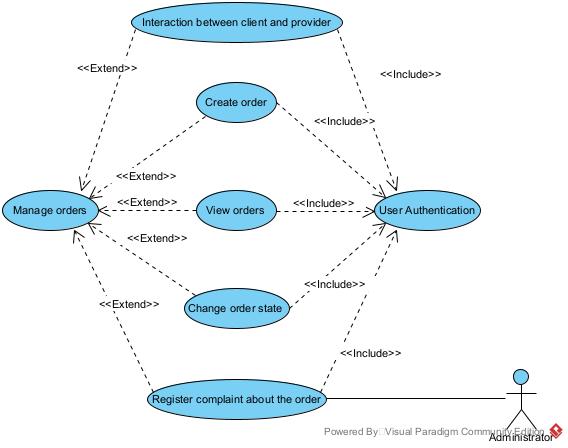 Interaction between client and provider
<<Extend>>
<<Include>>
Create order
<<Include>>
<<Extend>>
Manage orders
<<Extend>>
View orders
<<Include>>
User Authentication
<<Extend>>
<<Include>>
Change order state
<<Extend>>
<<Include>>
Register complaint about the order
Powered By Visual Paradigm Community Edition
Administrator